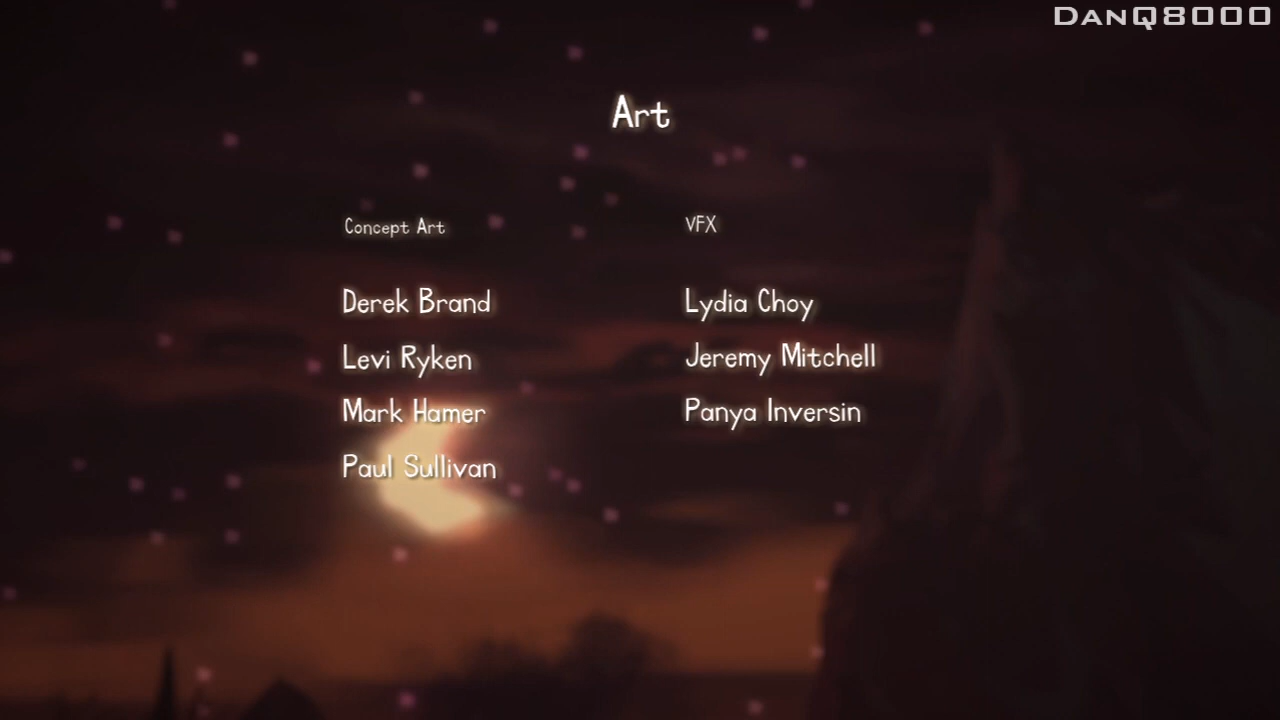 DanQ8000
Art
Concept Art
Derek Brand
Levi Ryken
Mark Hamer
Paul Sullivan
VFX
Lydia Choy
Jeremy Mitchell
Panya Inversin